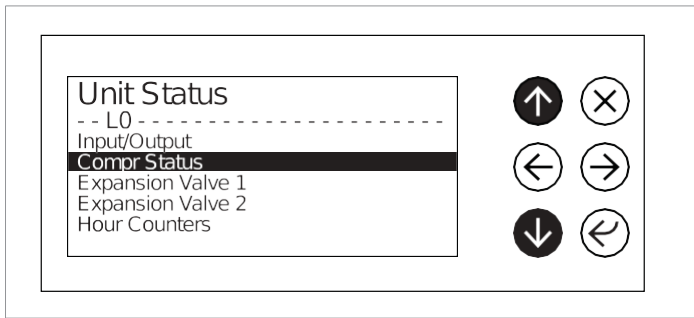 Unit Status
- - L0 - - - - - - - - - - - - - - - - - - - - - -
Input/Output
Compr Status
Expansion Valve 1
Expansion Valve 2
Hour Counters